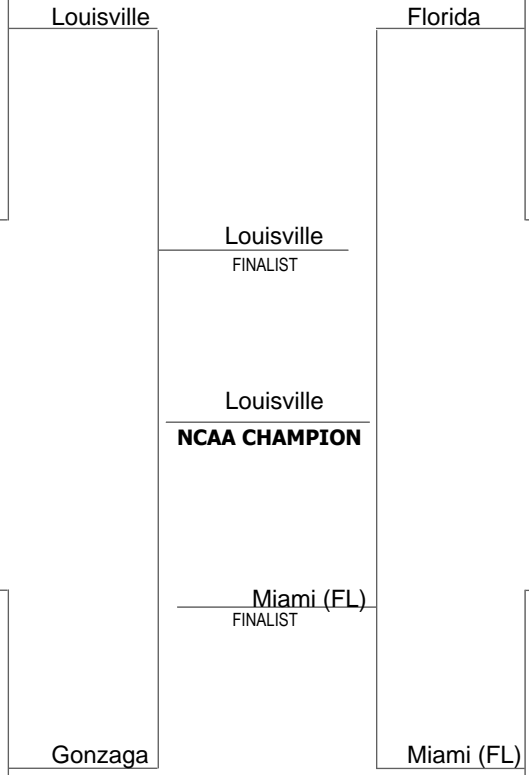 Louisville
Florida
Louisville
FINALIST
Louisville
NCAA CHAMPION
Miami (FL)
FINALIST
Gonzaga
Miami (FL)